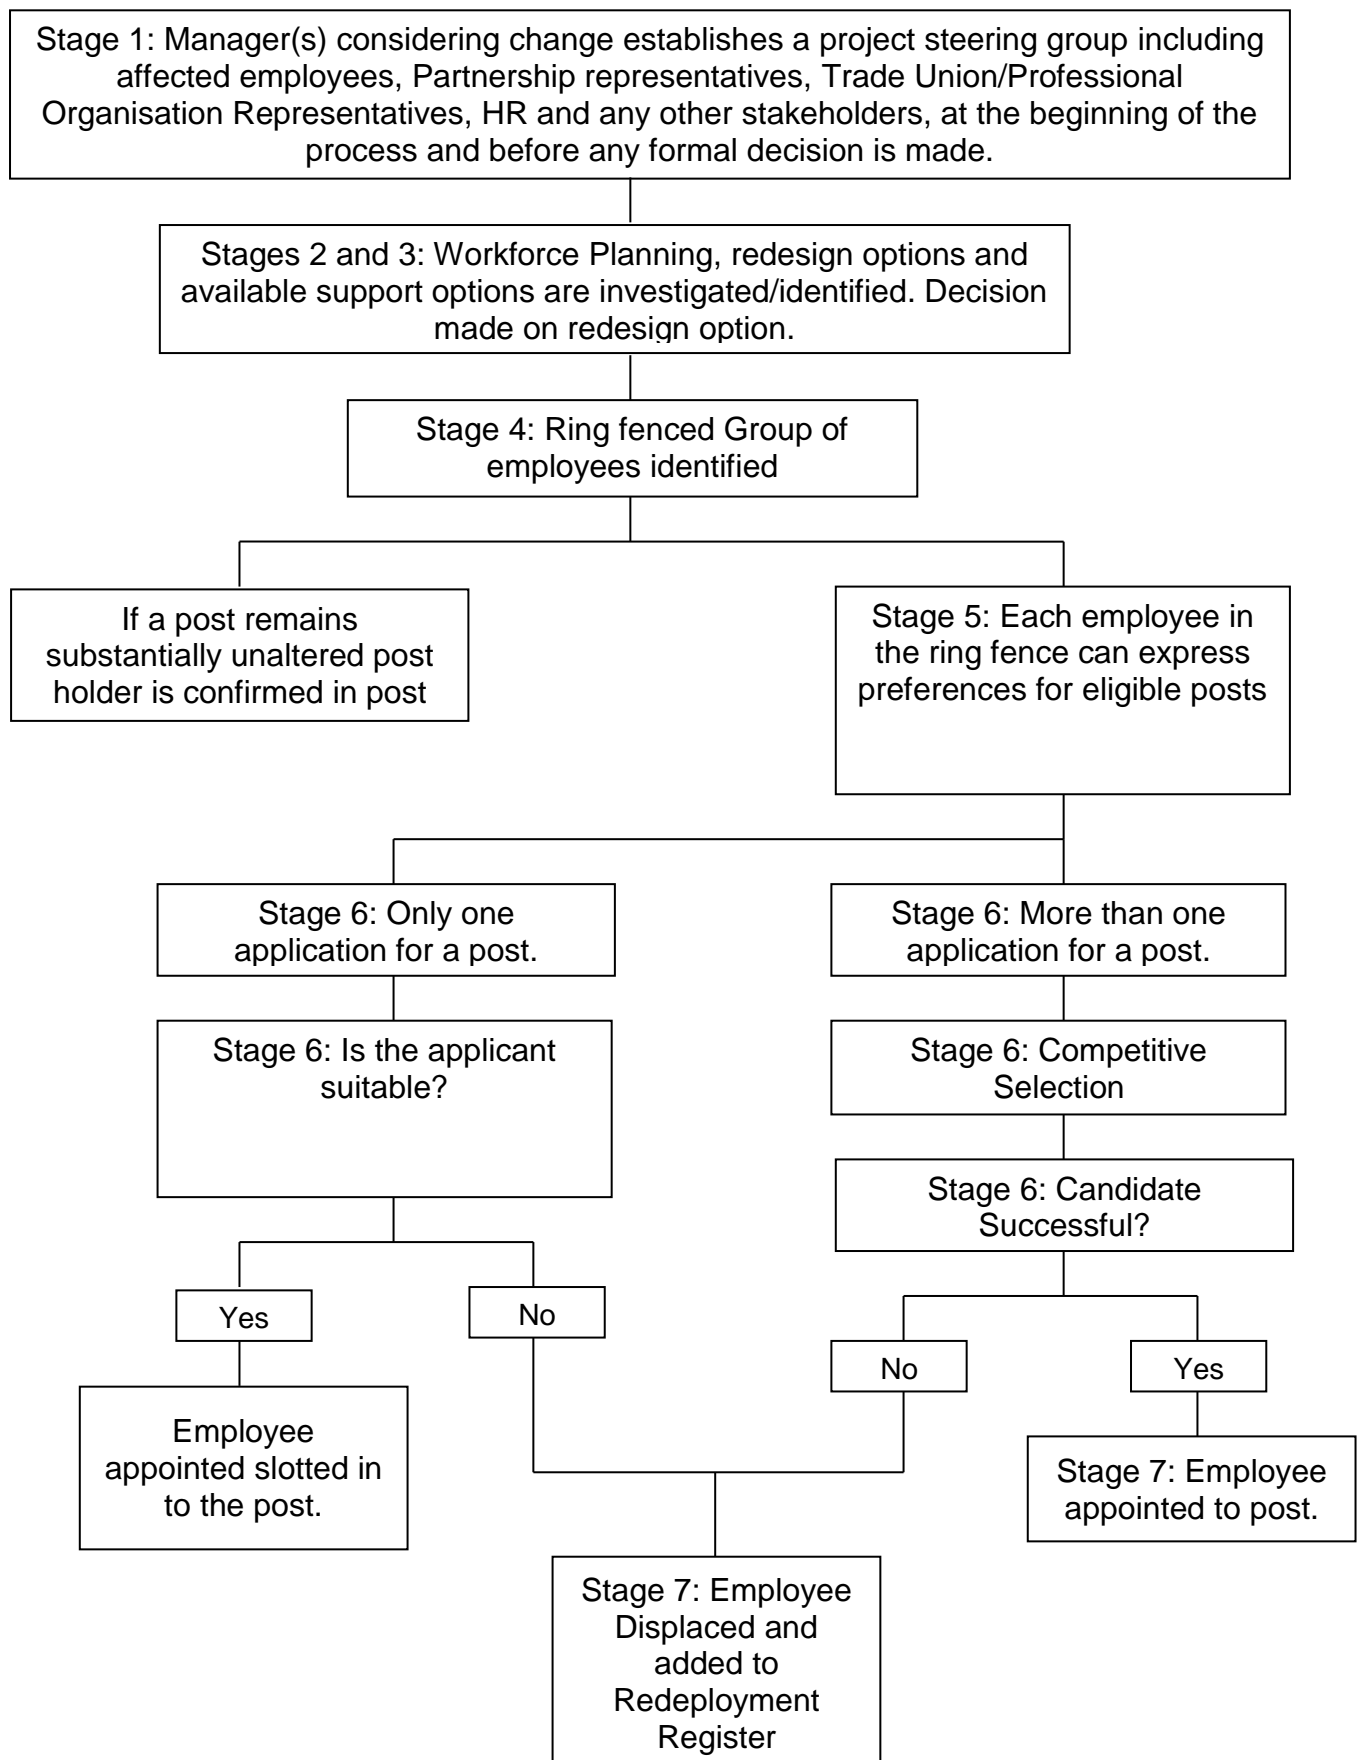 Stage 1: Manager(s) considering change establishes a project steering group including
affected employees, Partnership representatives, Trade Union/Professional
Organisation Representatives, HR and any other stakeholders, at the beginning of the
process and before any formal decision is made.
Stages 2 and 3: Workforce Planning, redesign options and
available support options are investigated/identified. Decision
made on redesign option.
Stage 4: Ring fenced Group of
employees identified
If a post remains
substantially unaltered post
holder is confirmed in post
Stage 5: Each employee in
the ring fence can express
preferences for eligible posts
Stage 6: Only one
application for a post.
Stage 6: More than one
application for a post.
Stage 6: Is the applicant
suitable?
Stage 6: Competitive
Selection
Stage 6: Candidate
Successful?
Yes
No
No
Yes
Employee
appointed slotted in
to the post.
Stage 7: Employee
appointed to post.
Stage 7: Employee
Displaced and
added to
Redeployment
Register